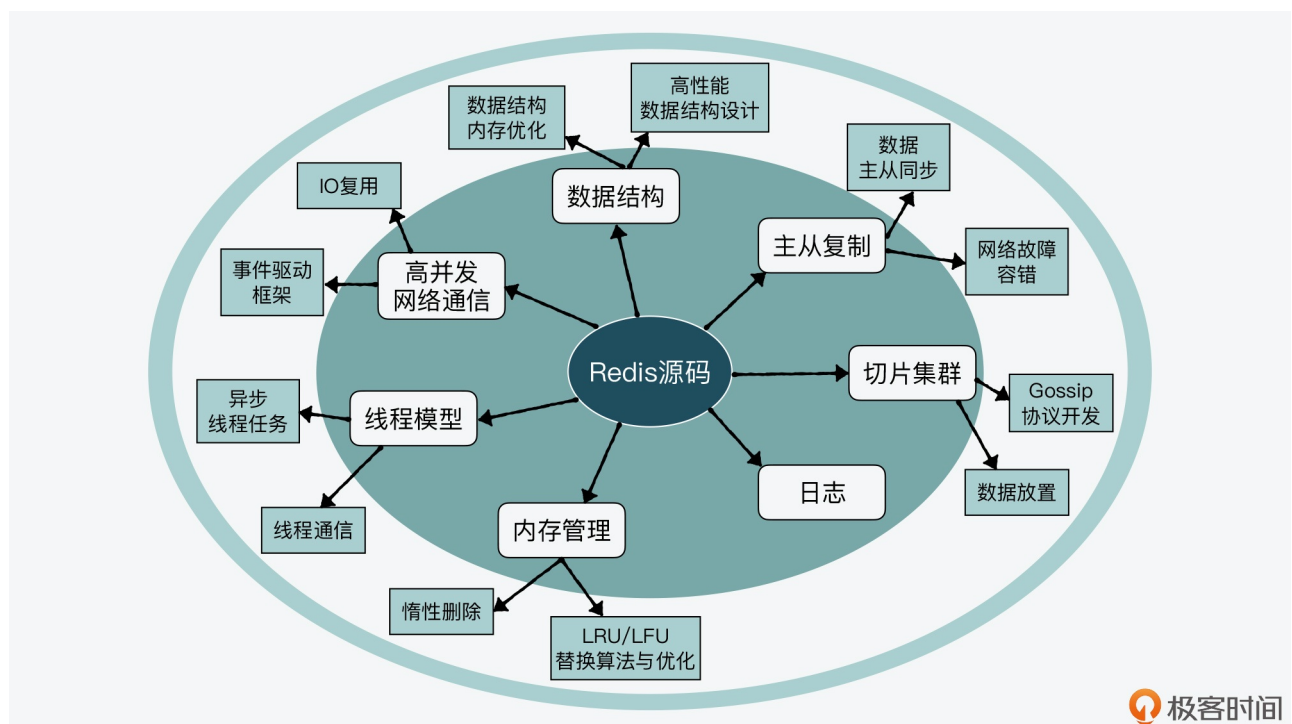 数据结构
内存优化
高性能
数据结构设计
数据
主从同步
IO复用
数据结构
主从复制
网络故障
容错
事件驱动
框架
高并发
网络通信
Redis源码
切片集群
Gossip
协议开发
异步
线程任务
线程模型
日志
数据放置
线程通信
内存管理
惰性删除
LRU/LFU
替换算法与优化
极客时间